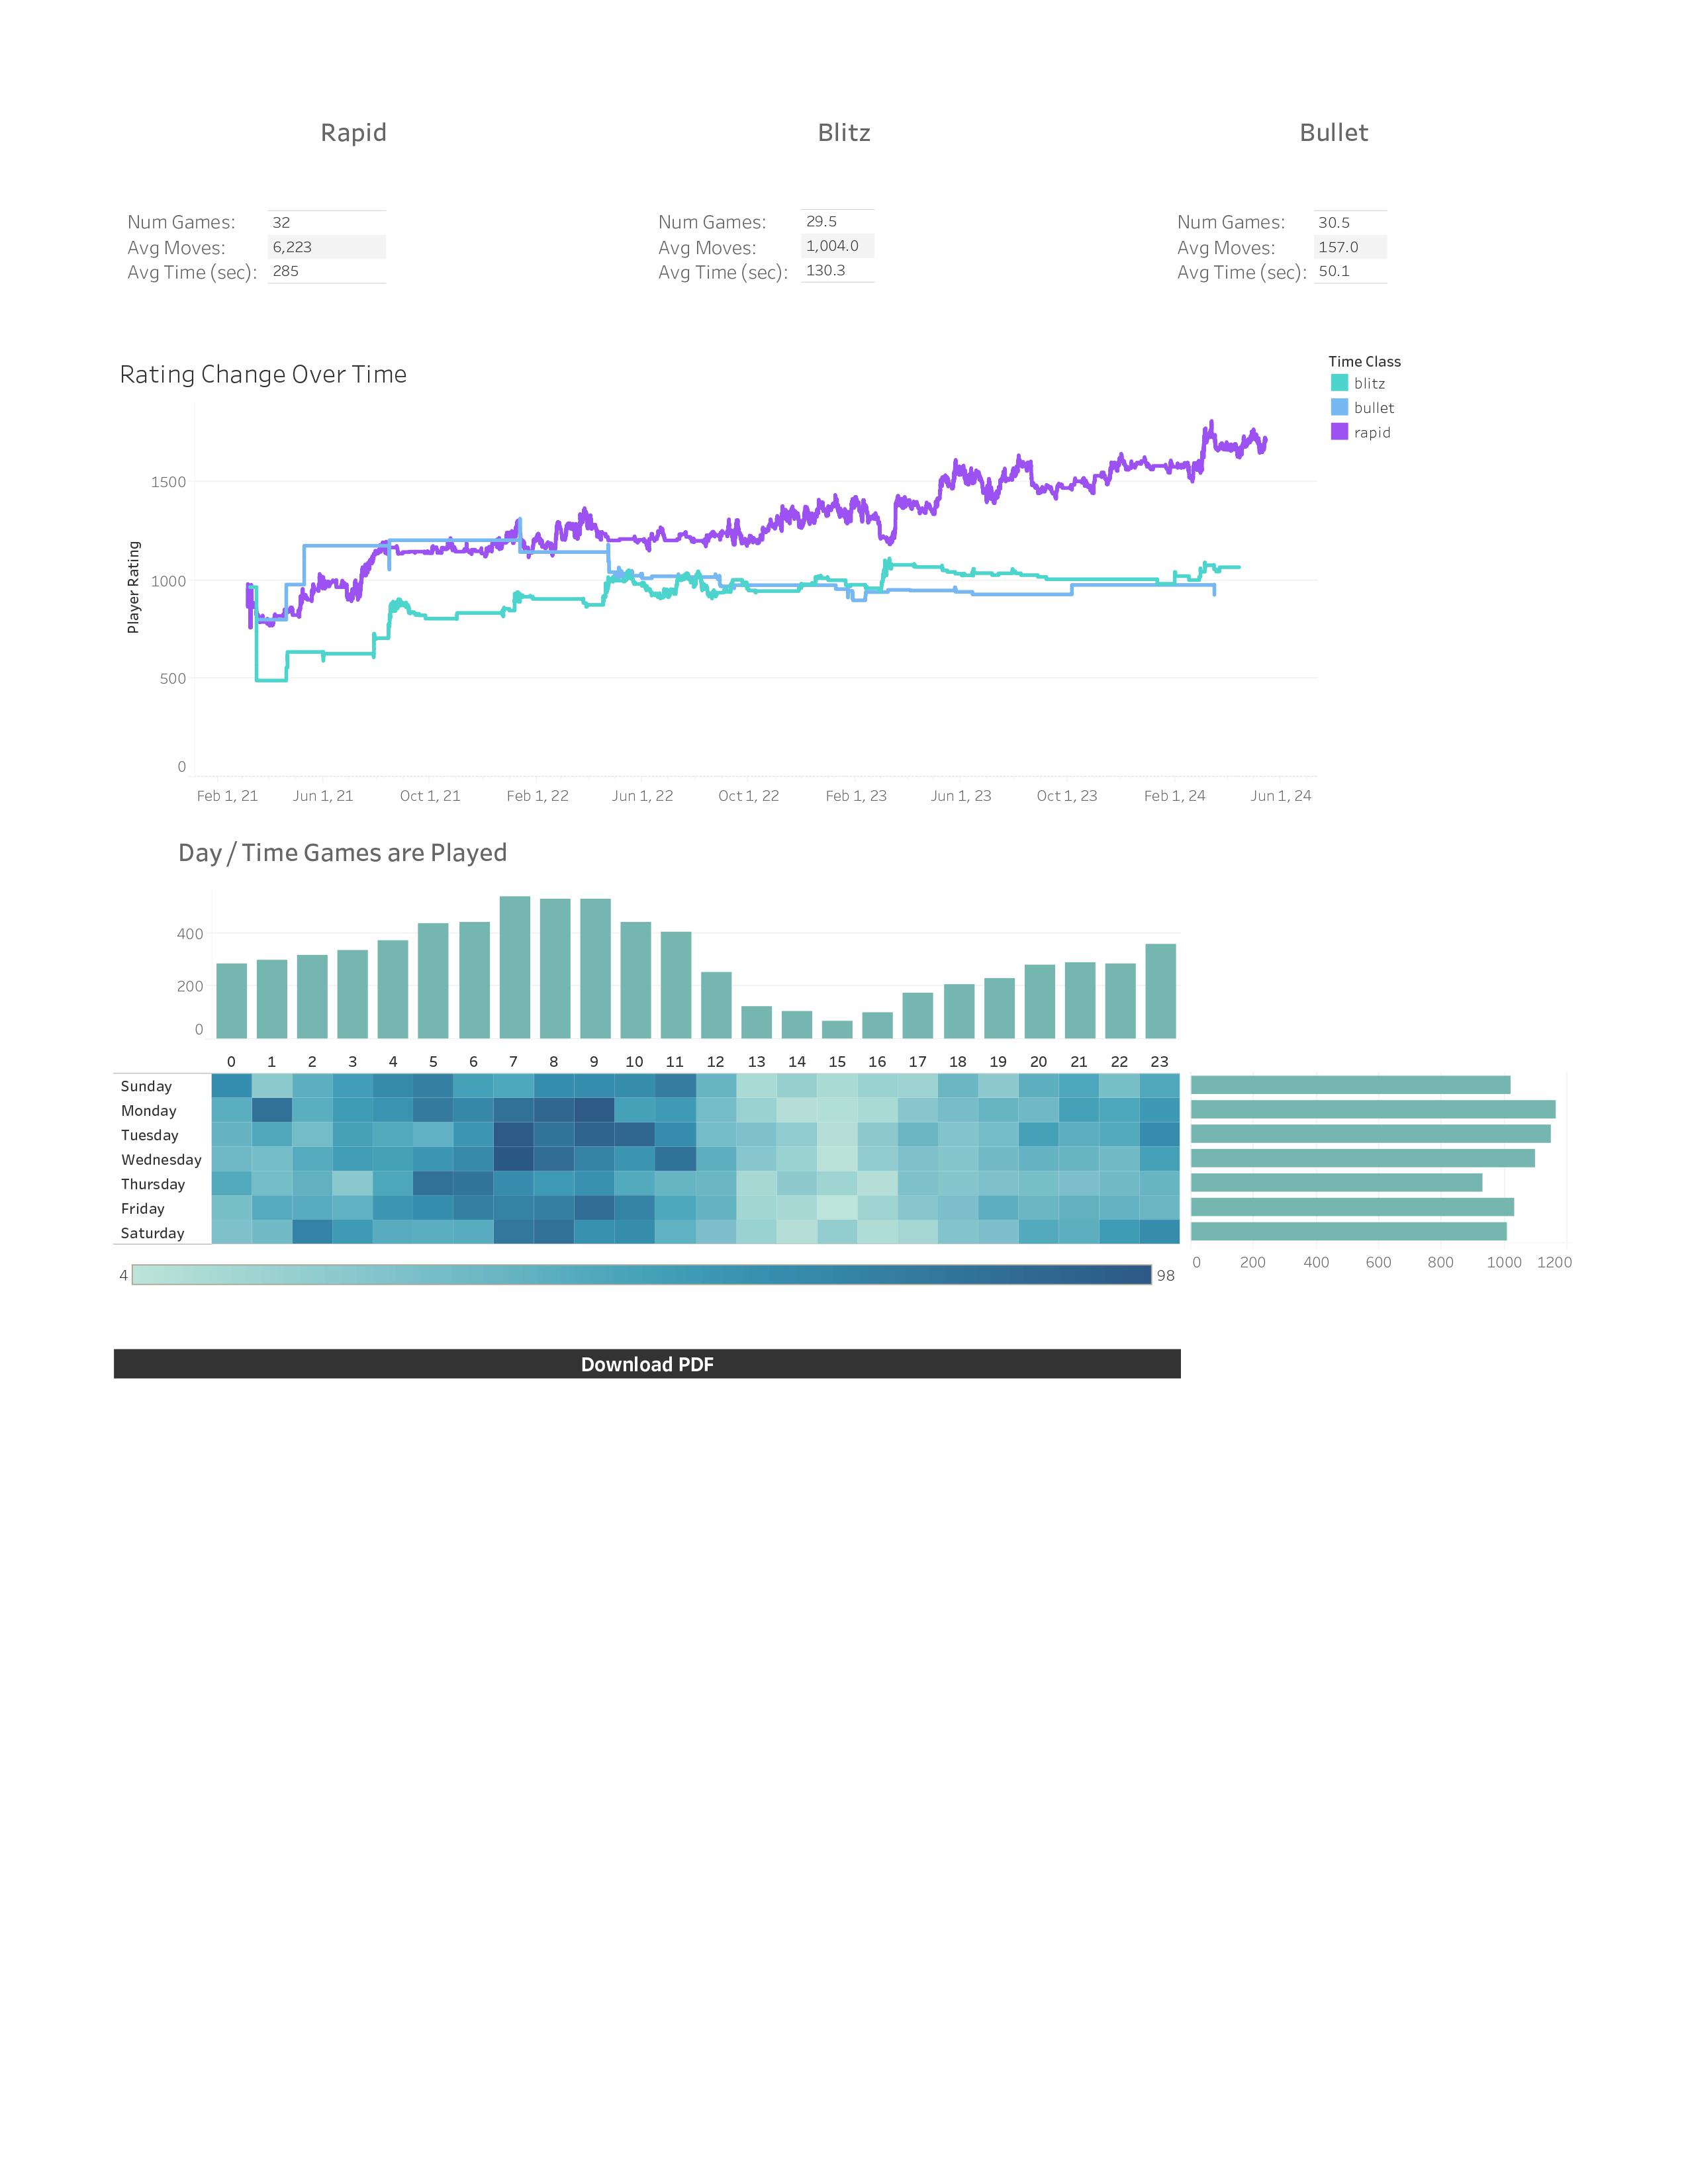 Rapid Blitz Bullet
Num Games: 32 Num Games: 29.5 Num Games: 30.5
Avg Moves: 6,223 Avg Moves: 1,004.0 Avg Moves: 157.0
Avg Time (sec): 285 Avg Time (sec): 130.3 Avg Time (sec): 50.1
Rating Change Over Time
Time Class
blitz
bullet
rapid
Player Rating
1500
1000
500
0
Feb 1, 21 Jun 1, 21 Oct 1, 21 Feb 1, 22 Jun 1, 22 Oct 1, 22 Feb 1, 23 Jun 1, 23 Oct 1, 23 Feb 1, 24 Jun 1, 24
Day / Time Games are Played
400
200
0
0 1 2 3 4 5 6 7 8 9 10 11 12 13 14 15 16 17 18 19 20 21 22 23
Sunday
Monday
Tuesday
Wednesday
Thursday
Friday
Saturday
0 200 400 600 800 1000 1200
4 98
Download PDF